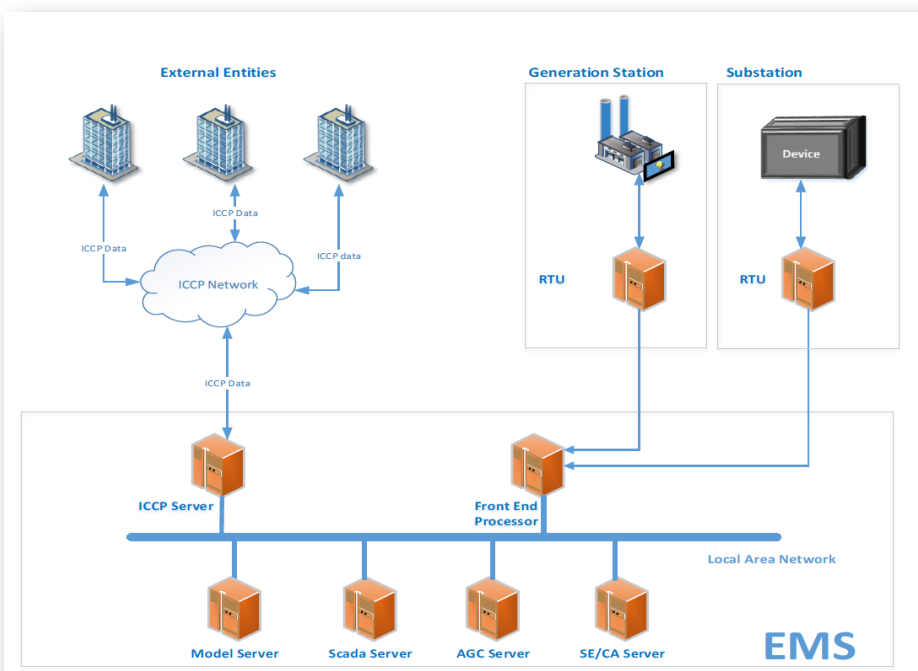 External Entities
Generation Station
Substation
Device
ICCP Data
ICCP Data
ICCP data
ICCP Network
RTU
RTU
ICCP Data
ICCP Server
Front End
Processor
Local Area Network
Model Server
Scada Server
AGC Server
SE/CA Server
EMS